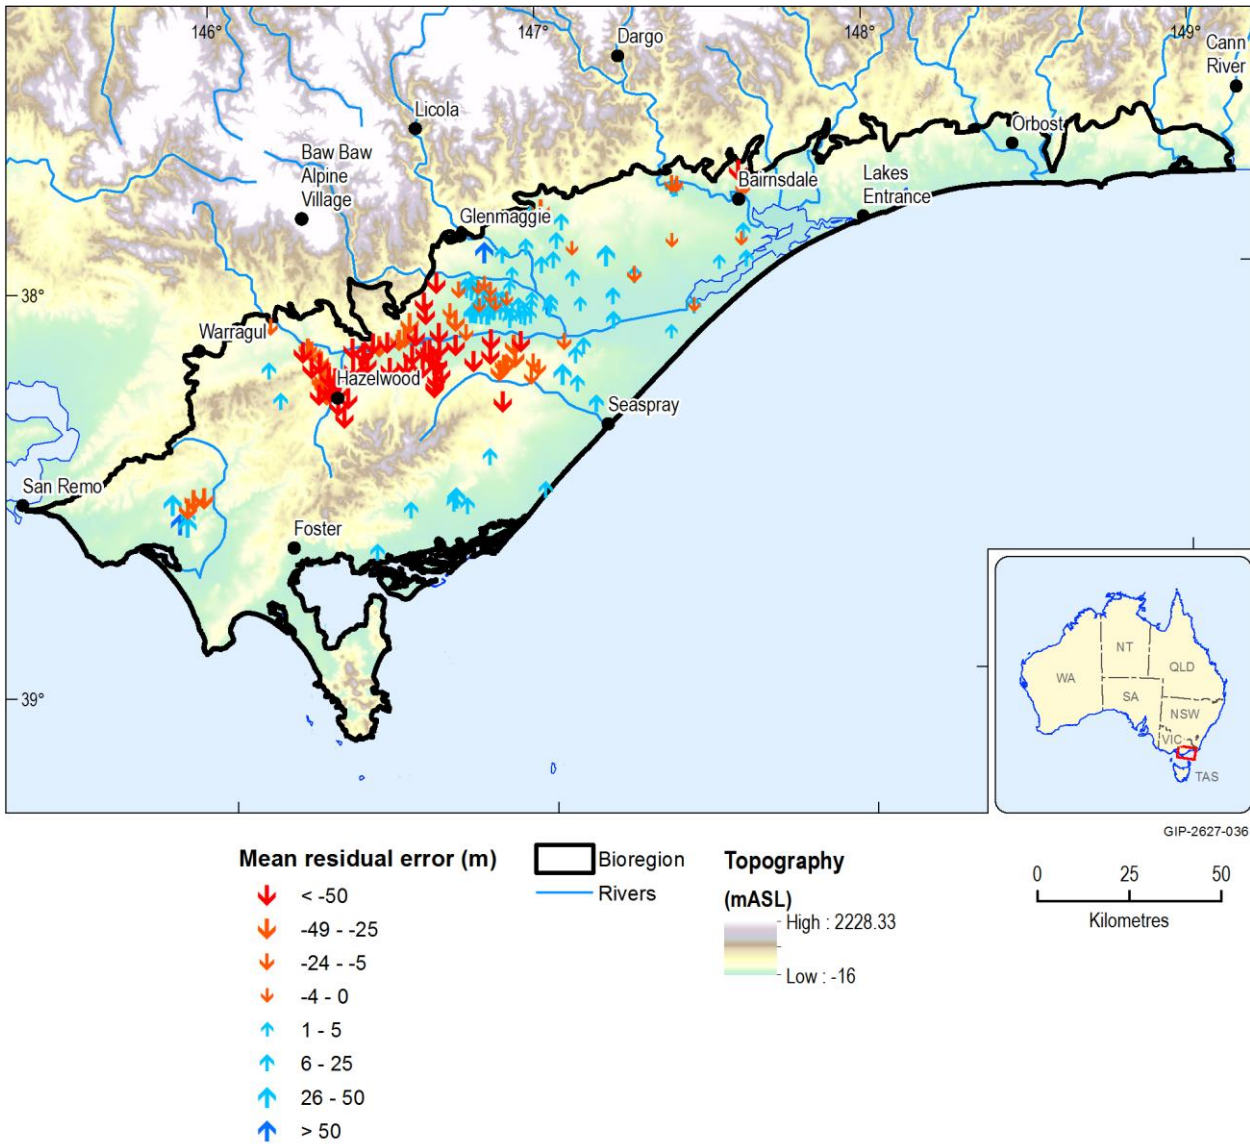 146°
147°
148°
149°
Dargo
Cann
River
Licola
Orbost
Baw Baw
Alpine
Village
Bairnsdale
Lakes
Entrance
Glenmaggie
38°
Warragul
Hazelwood
Seaspray
San Remo
Foster
39°
NT
QLD
WA
SA
NSW
VIC
TAS
GIP-2627-036
Mean residual error (m)
< -50
-49 - -25
-24 - -5
-4 - 0
1 - 5
6 - 25
26 - 50
> 50
Bioregion
Rivers
Topography
(mASL)
High : 2228.33
Low : -16
0 25 50
Kilometres